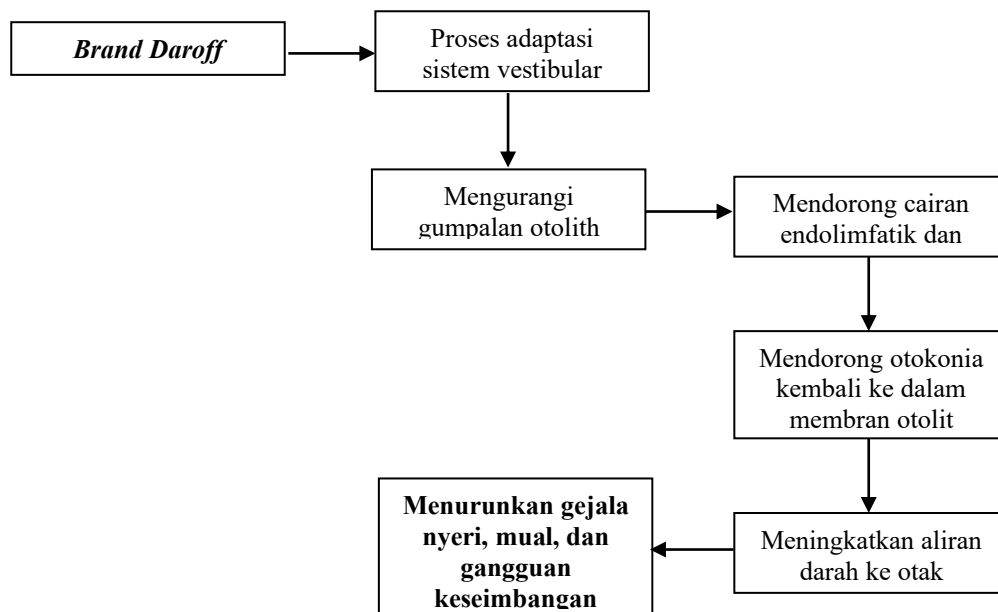 Brand Daroff
Proses adaptasi
sistem vestibular
Mengurangi
gumpalan otolith
Mendorong cairan
endolimfatik dan
Mendorong otokonia
kembali ke dalam
membran otolit
Meningkatkan aliran
darah ke otak
Menurunkan gejala
nyeri, mual, dan
gangguan
keseimbangan